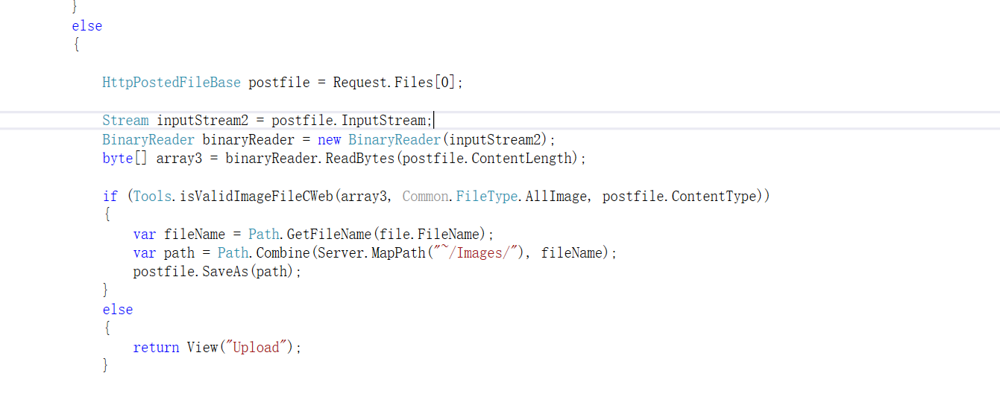 }
else
{
HttpPostedFileBase postfile = Request.Files[0];
Stream inputStream2 = postfile.InputStream;
BinaryReader binaryReader = new BinaryReader(inputStream2);
byte[] array3 = binaryReader.ReadBytes(postfile.ContentLength);
if (Tools.isValidImageFileCWeb(array3, Common.FileType.AllImage, postfile.ContentType))
{
var fileName = Path.GetFileName(file.FileName);
var path = Path.Combine(Server.MapPath("~/Images/"), fileName);
postfile.SaveAs(path);
}
else
{
return View("Upload");
}